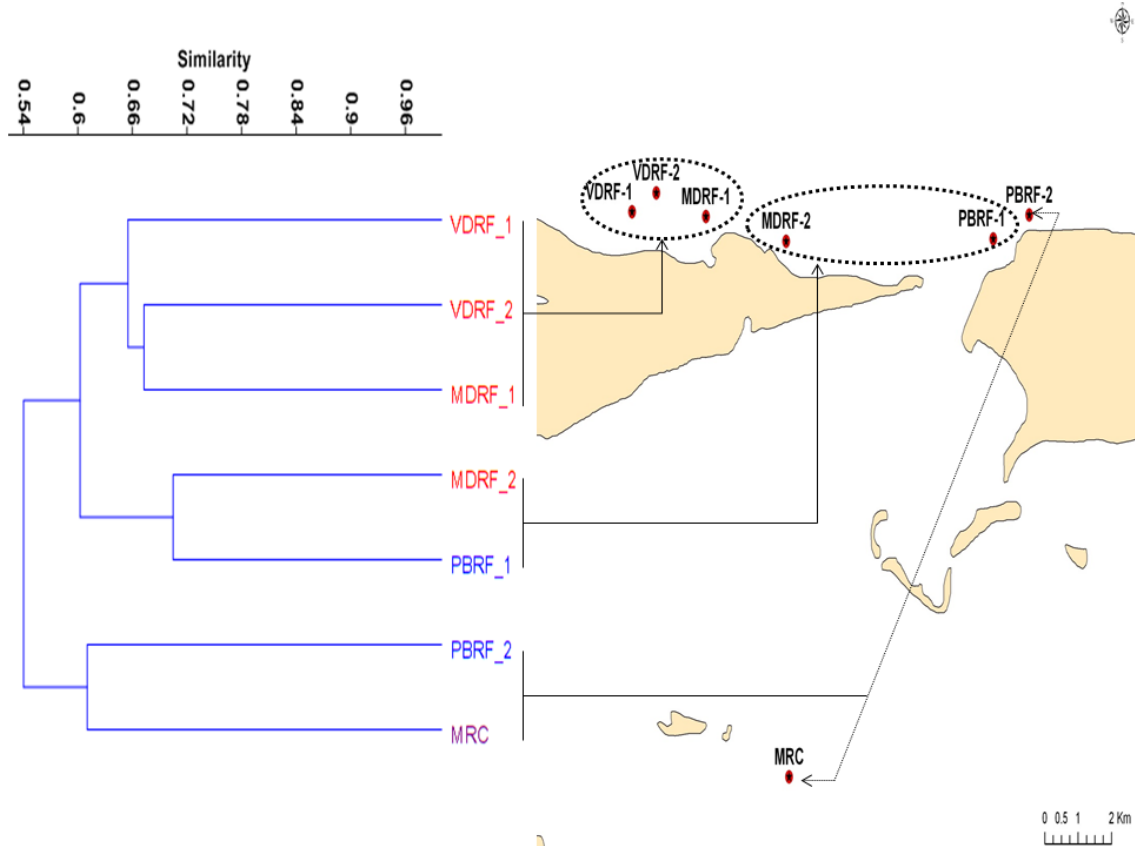 Similarity
0.54 0.6 0.66 0.72 0.78 0.84 0.9 0.96
VDRF_1
VDRF_2
MDRF_1
MDRF_2
PBRF_1
PBRF_2
MRC
VDRF-2
VDRF-1
MDRF-1
MDRF-2
PBRF-1
PBRF-2
MRC
0 0.5 1 2 Km